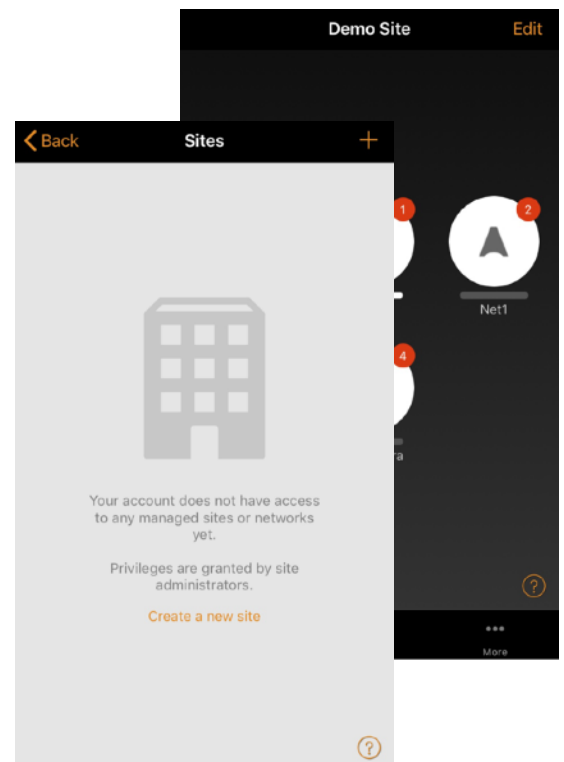 Demo Site
Edit
Back
Sites
+
1
2
Net1
4
ra
Your account does not have access
to any managed sites or networks
yet.
Privileges are granted by site
administrators.
Create a new site
?
More
?